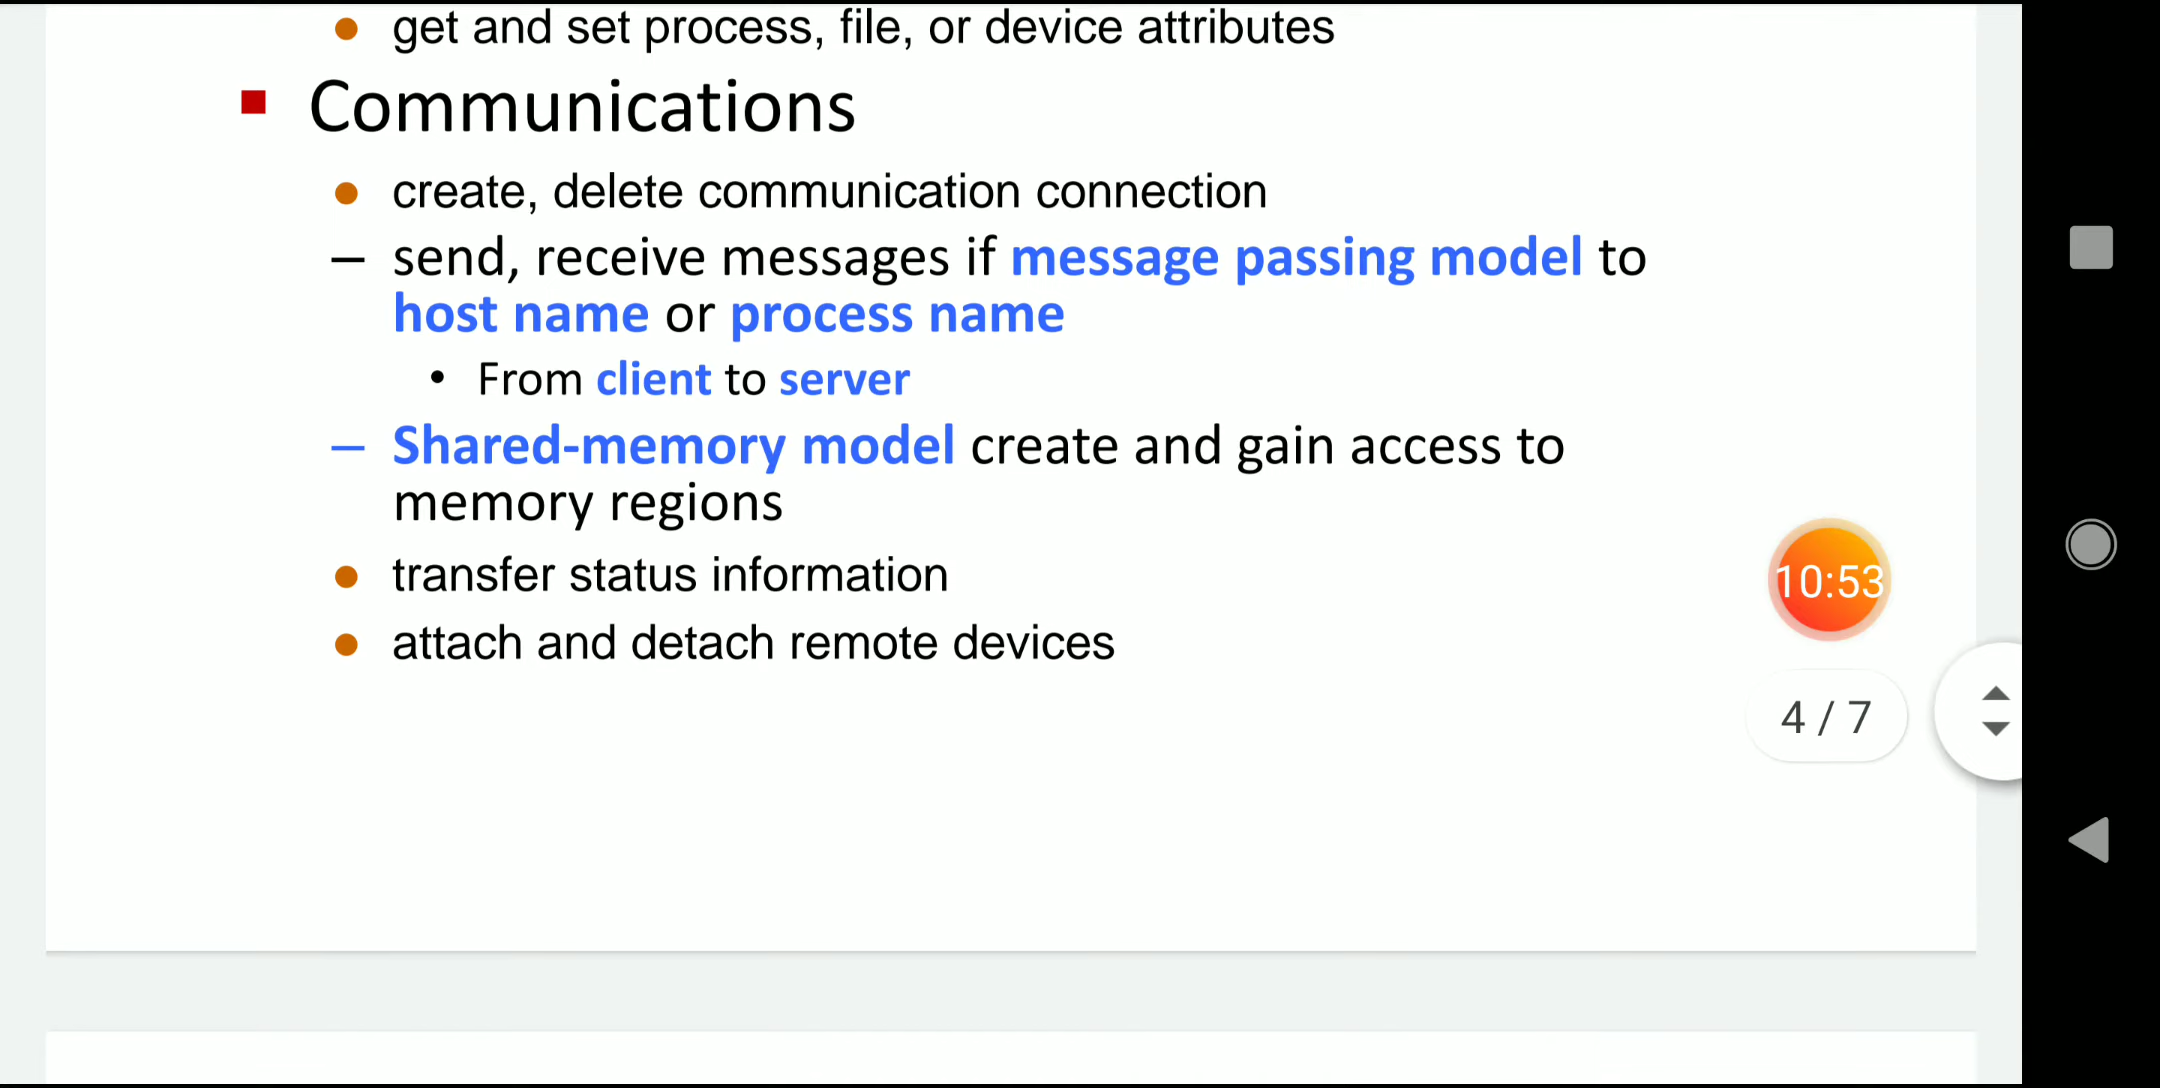 get and set process, file, or device attributes
Communications
create, delete communication connection
– send, receive messages if message passing model to
host name or process name
• From client to server
– Shared-memory model create and gain access to
memory regions
transfer status information
attach and detach remote devices
10:53
4 / 7